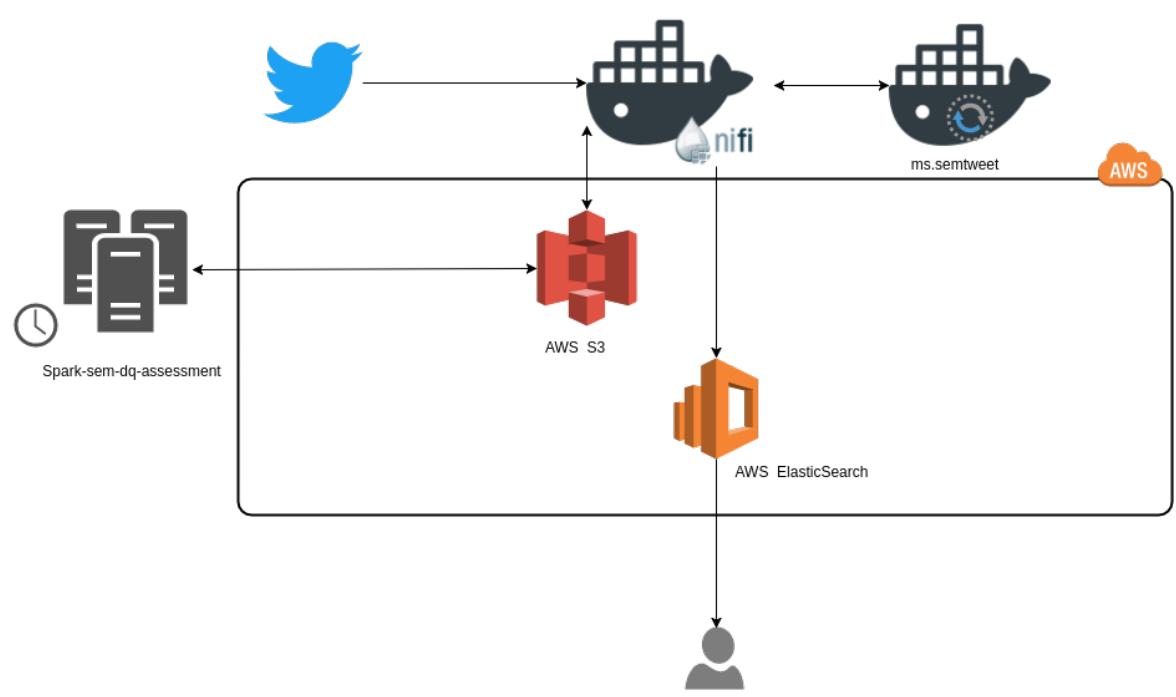 nifi
ms.semtweet
AWS
Spark-sem-dq-assessment
AWS S3
AWS ElasticSearch